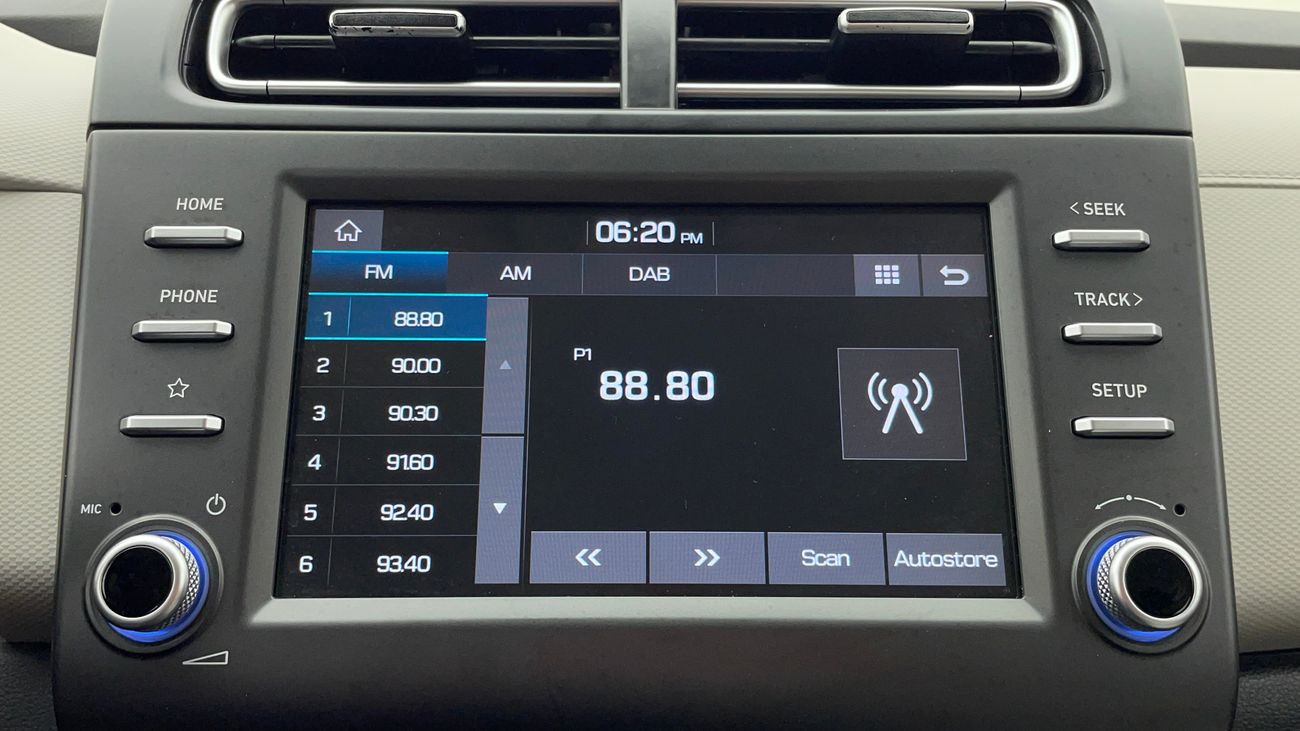 HOME
PHONE
MIC
06:20 PM
FM AM DAB
1 88.80
2 90.00
3 90.30
4 91.60
5 92.40
6 93.40
P1
88.80
Scan Autostore
< SEEK
TRACK >
SETUP